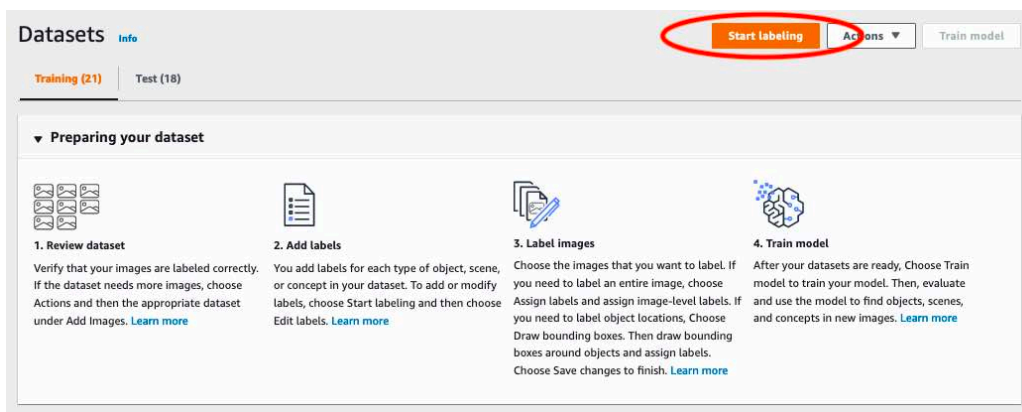 Datasets Info
Start labeling
Actions ▼
Train model
Training (21)
Test (18)
▼ Preparing your dataset
1. Review dataset
Verify that your images are labeled correctly.
If the dataset needs more images, choose
Actions and then the appropriate dataset
under Add Images. Learn more
2. Add labels
You add labels for each type of object, scene,
or concept in your dataset. To add or modify
labels, choose Start labeling and then choose
Edit labels. Learn more
3. Label images
Choose the images that you want to label. If
you need to label an entire image, choose
Assign labels and assign image-level labels. If
you need to label object locations, Choose
Draw bounding boxes. Then draw bounding
boxes around objects and assign labels.
Choose Save changes to finish. Learn more
4. Train model
After your datasets are ready, Choose Train
model to train your model. Then, evaluate
and use the model to find objects, scenes,
and concepts in new images. Learn more